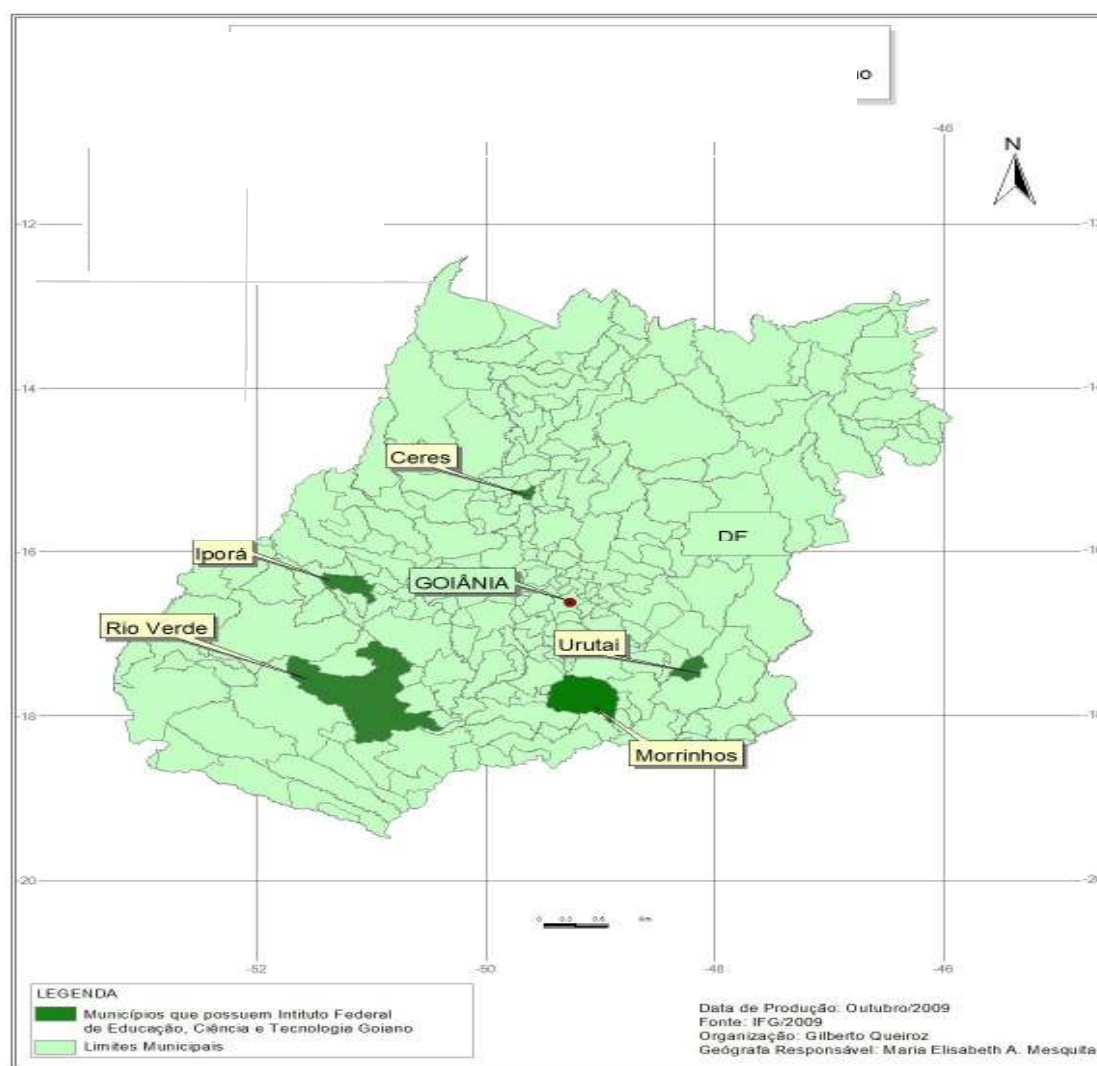 -46
N
-12
-14
Ceres
DF
-16
Iporá
GOIÂNIA
Rio Verde
Urutaí
-18
Morrinhos
-20
-52
-50
-48
-46
LEGENDA
Municípios que possuem Intituto Federal
de Educação, Ciência e Tecnologia Goiano
Limites Municipais
Data de Produção: Outubro/2009
Fonte: IFG/2009
Organização: Gilberto Queiroz
Geógrafa Responsável: Maria Elisabeth A. Mesquita